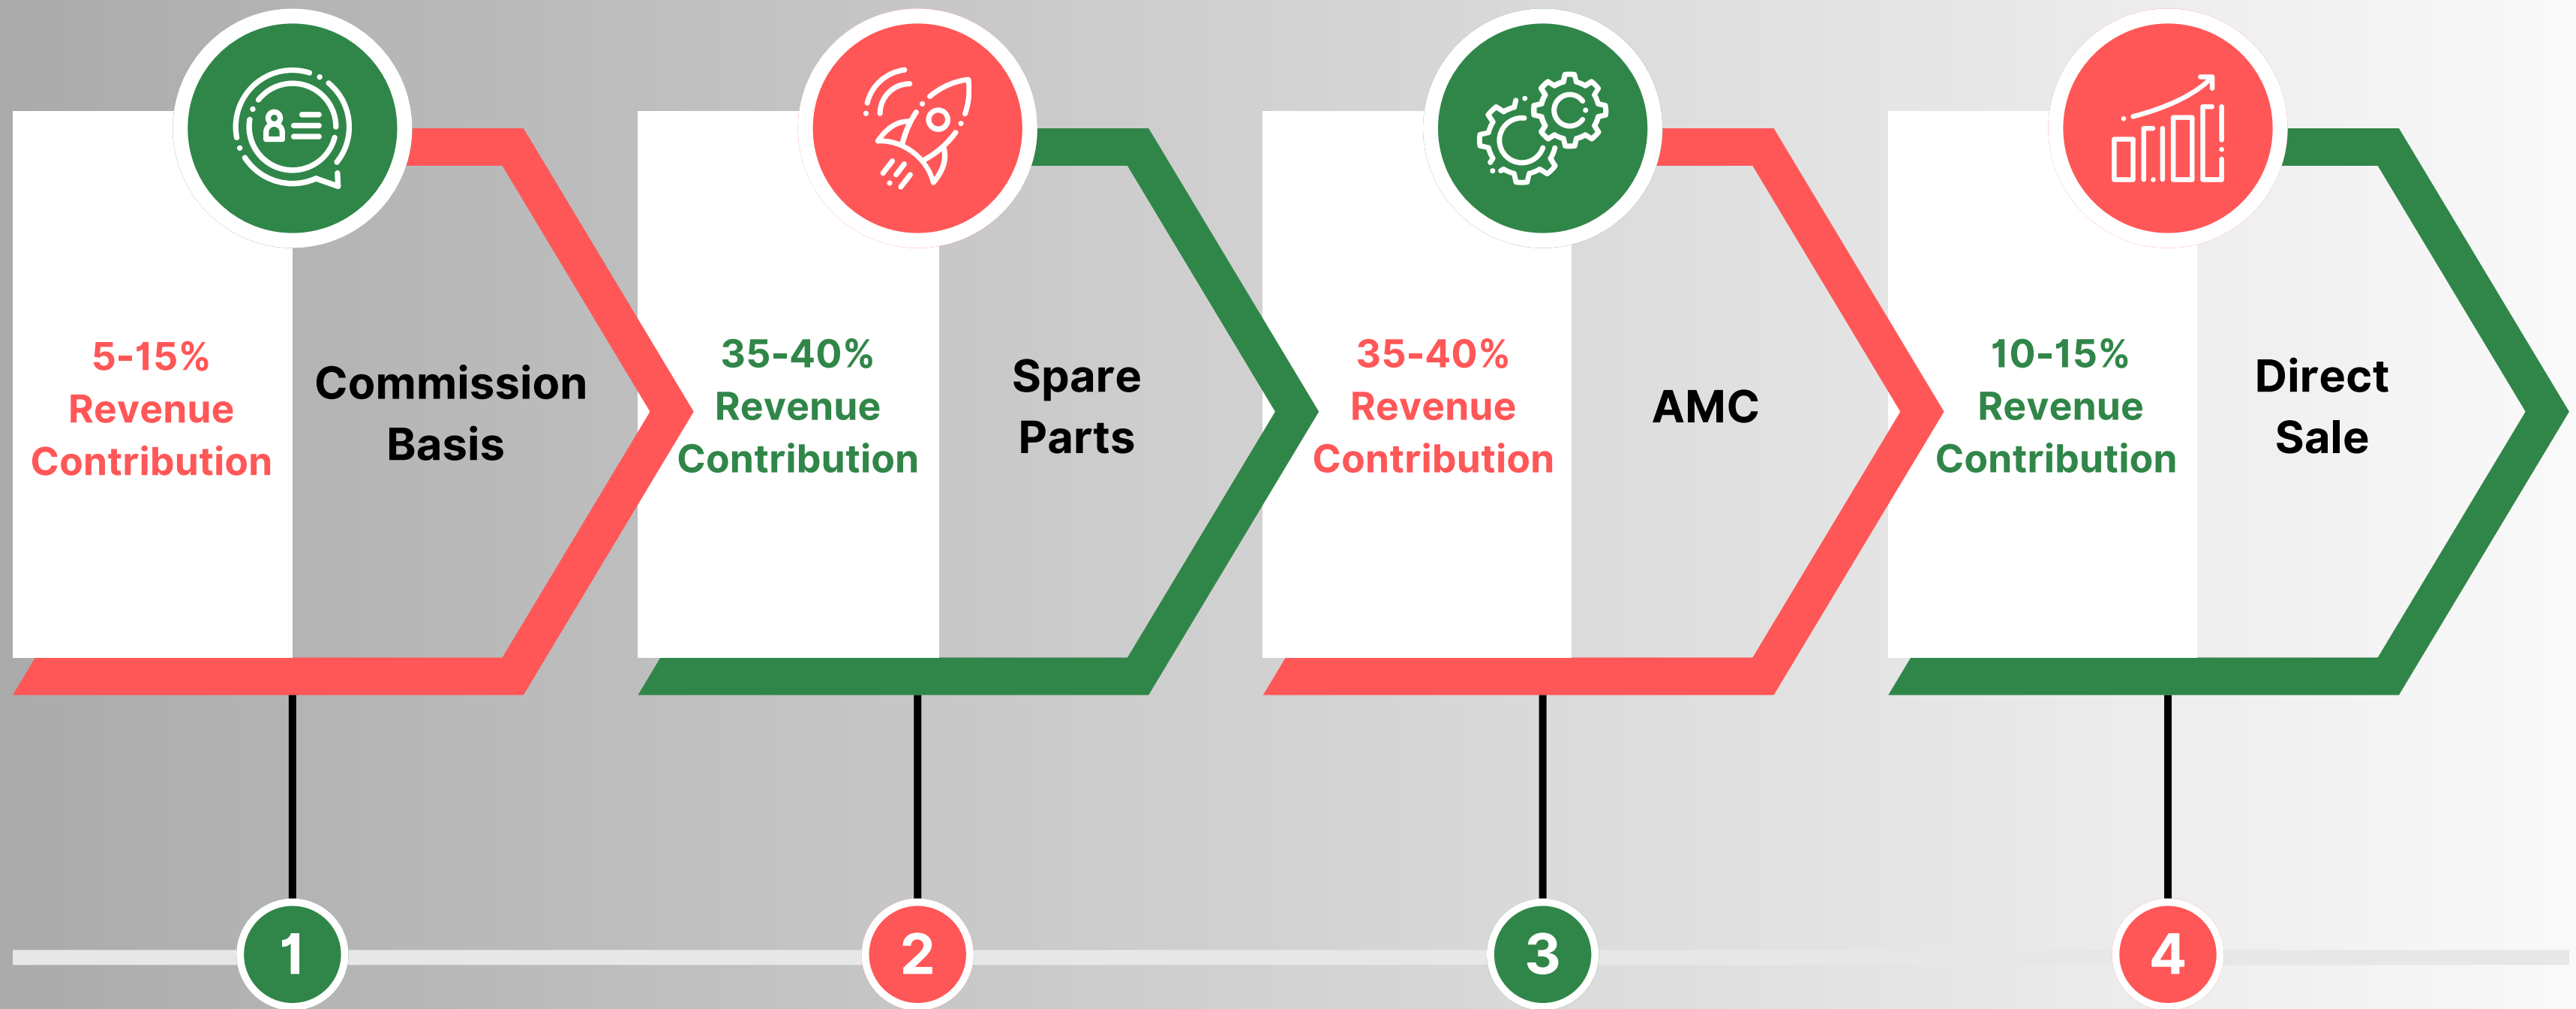 5-15%
Revenue
Contribution
Commission
Basis
35-40%
Revenue
Contribution
Spare
Parts
35-40%
Revenue
Contribution
AMC
10-15%
Revenue
Contribution
Direct
Sale
1
2
3
4